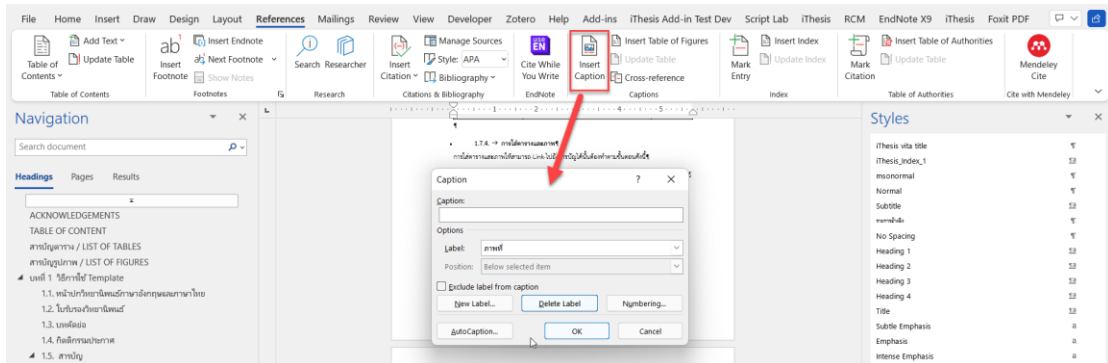 File Home Insert Draw Design Layout References Mailings Review View Developer Zotero Help Add-ins iThesis Add-in Test Dev Script Lab iThesis RCM EndNote X9 iThesis Foxit PDF
Table of Contents
Add Text
Update Table
Table of Contents
ab
Insert Footnote
Insert Endnote
Next Footnote
Show Notes
Footnotes
Search Researcher
Research
Insert Citation
Manage Sources
Style: APA
Bibliography
Citations & Bibliography
EN
Cite While You Write
EndNote
Insert Caption
Insert Table of Figures
Update Table
Cross-reference
Captions
Mark Entry
Insert Index
Update Index
Index
Mark Citation
Insert Table of Authorities
Update Table
Table of Authorities
Mendeley Cite
Cite with Mendeley
Navigation
Search document
Headings Pages Results
ACKNOWLEDGEMENTS
TABLE OF CONTENT
สารบัญตาราง / LIST OF TABLES
สารบัญรูปภาพ / LIST OF FIGURES
บทที่ 1 วิธีการใช้ Template
1.1. หน้าปกวิทยานิพนธ์ภาษาอังกฤษและภาษาไทย
1.2. ใบรับรองวิทยานิพนธ์
1.3. บทคัดย่อ
1.4. กิตติกรรมประกาศ
1.5. สารบัญ
1.7.4. → การใส่ตารางและภาพ¶
Caption ? ×
Caption:
Options
Label: ภาพที่
Position: Below selected item
Exclude label from caption
New Label... Delete Label Numbering...
AutoCaption... OK Cancel
Styles
iThesis vita title
iThesis_Index_1
msonormal
Normal
Subtitle
No Spacing
Heading 1
Heading 2
Heading 3
Heading 4
Title
Subtle Emphasis
Emphasis
Intense Emphasis